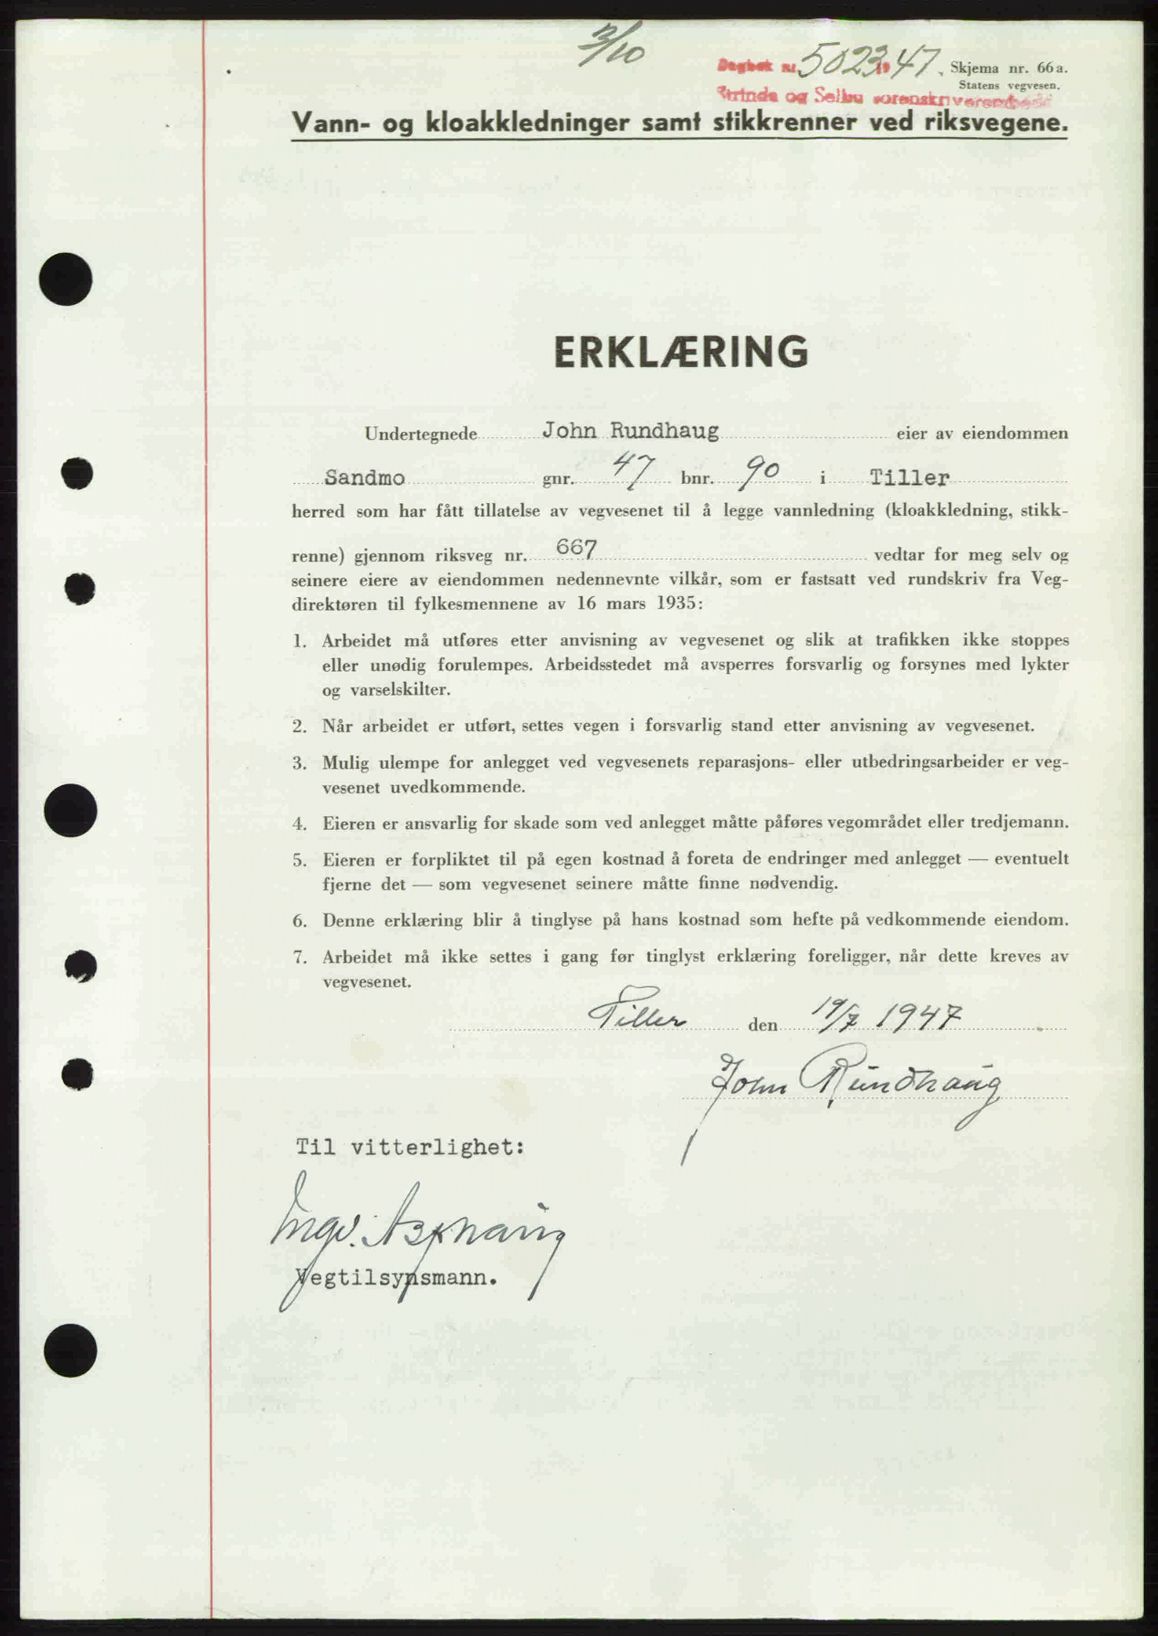 2/10
Dagbok nr. 5023 1947. Skjema nr. 66 a.
Statens vegvesen.
Strinda og Selbu sorenskriverembede
Vann- og kloakkledninger samt stikkrenner ved riksvegene.
ERKLÆRING
Undertegnede John Rundhaug eier av eiendommen
Sandmo gnr. 47 bnr. 90 i Tiller
herred som har fått tillatelse av vegvesenet til å legge vannledning (kloakkledning, stikk-
renne) gjennom riksveg nr. 667 vedtar for meg selv og
seinere eiere av eiendommen nedennevnte vilkår, som er fastsatt ved rundskriv fra Veg-
direktøren til fylkesmennene av 16 mars 1935:
1. Arbeidet må utføres etter anvisning av vegvesenet og slik at trafikken ikke stoppes
eller unødig forulempes. Arbeidsstedet må avsperres forsvarlig og forsynes med lykter
og varselskilter.
2. Når arbeidet er utført, settes vegen i forsvarlig stand etter anvisning av vegvesenet.
3. Mulig ulempe for anlegget ved vegvesenets reparasjons- eller utbedringsarbeider er veg-
vesenet uvedkommende.
4. Eieren er ansvarlig for skade som ved anlegget måtte påføres vegområdet eller tredjemann.
5. Eieren er forpliktet til på egen kostnad å foreta de endringer med anlegget — eventuelt
fjerne det — som vegvesenet seinere måtte finne nødvendig.
6. Denne erklæring blir å tinglyse på hans kostnad som hefte på vedkommende eiendom.
7. Arbeidet må ikke settes i gang før tinglyst erklæring foreligger, når dette kreves av
vegvesenet.
Tiller den 19/7 1947
John Rundhaug
Til vitterlighet:
Ingv. Asphaug
Vegtilsynsmann.